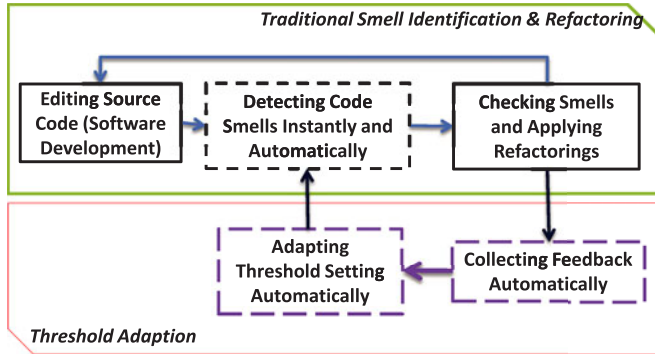 Traditional Smell Identification & Refactoring
Editing Source
Code (Software
Development)
Detecting Code
Smells Instantly and
Automatically
Checking Smells
and Applying
Refactorings
Adapting
Threshold Setting
Automatically
Collecting Feedback
Automatically
Threshold Adaption